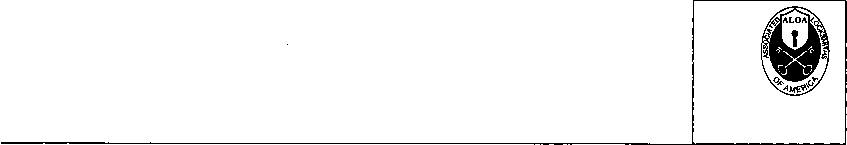 ALOA
ASSOCIATED LOCKSMITHS
OF AMERICA